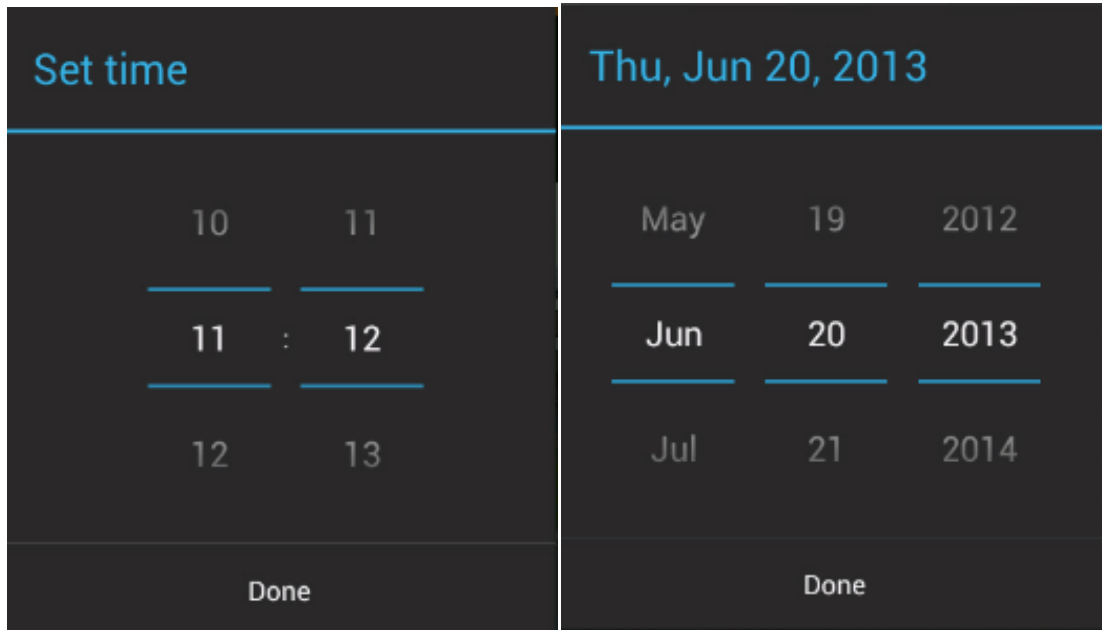 Set time
10 11
11 : 12
12 13
Done
Thu, Jun 20, 2013
May 19 2012
Jun 20 2013
Jul 21 2014
Done